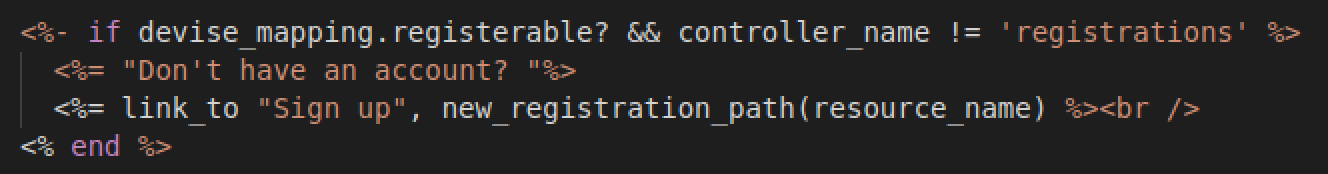 <%- if devise_mapping.registerable? && controller_name != 'registrations' %>
<%= "Don't have an account? "%>
<%= link_to "Sign up", new_registration_path(resource_name) %><br />
<% end %>